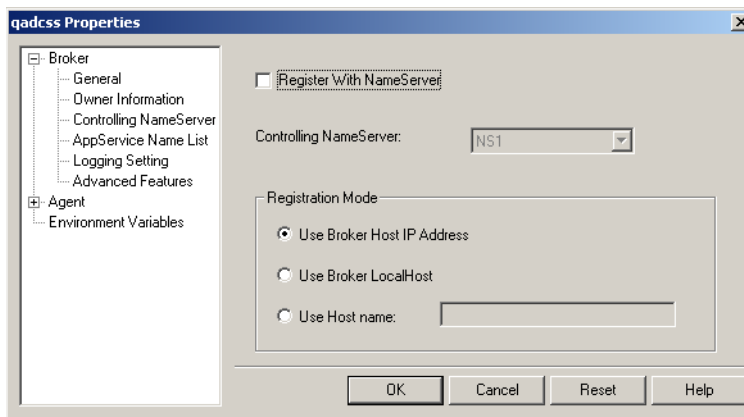 qadcss Properties
Broker
General
Owner Information
Controlling NameServer
AppService Name List
Logging Setting
Advanced Features
Agent
Environment Variables
Register With NameServer
Controlling NameServer: NS1
Registration Mode
Use Broker Host IP Address
Use Broker LocalHost
Use Host name:
OK Cancel Reset Help